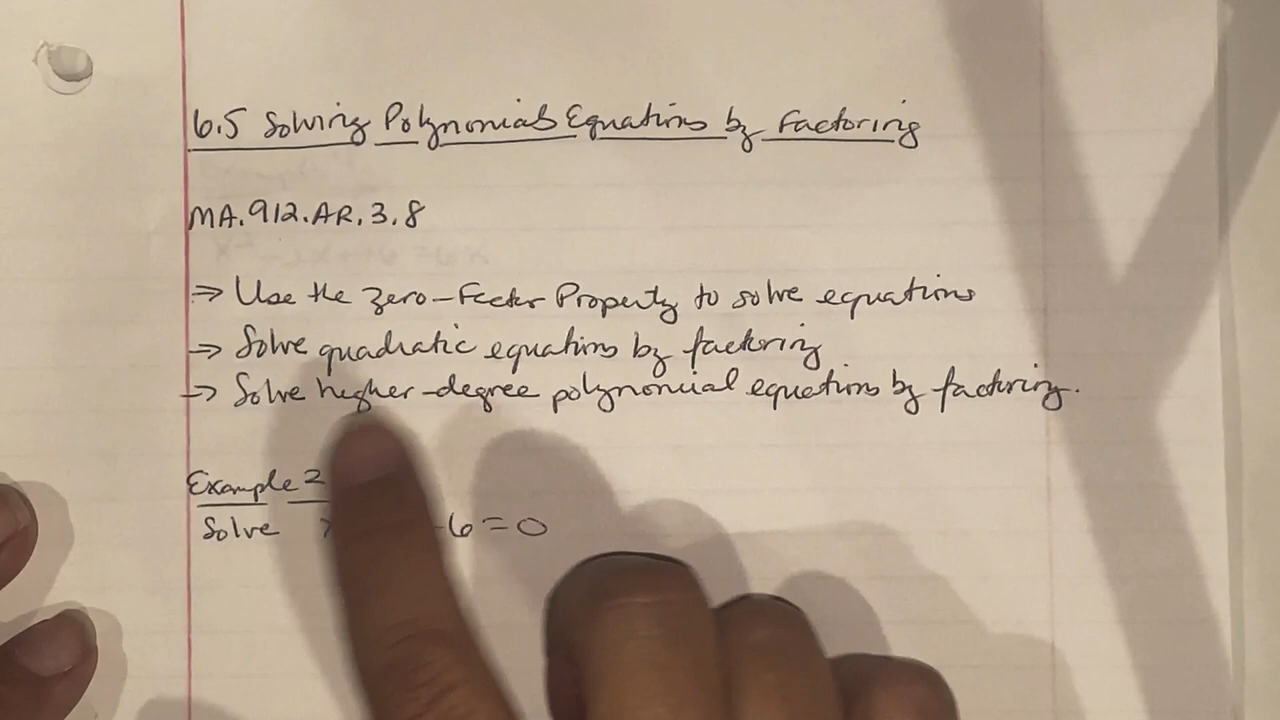 6.5 Solving Polynomials Equations by Factoring
MA.912.AR.3.8
→ Use the Zero-Factor Property to solve equations
→ Solve quadratic equations by factoring
→ Solve higher-degree polynomial equations by factoring.
Example 2
Solve -6=0